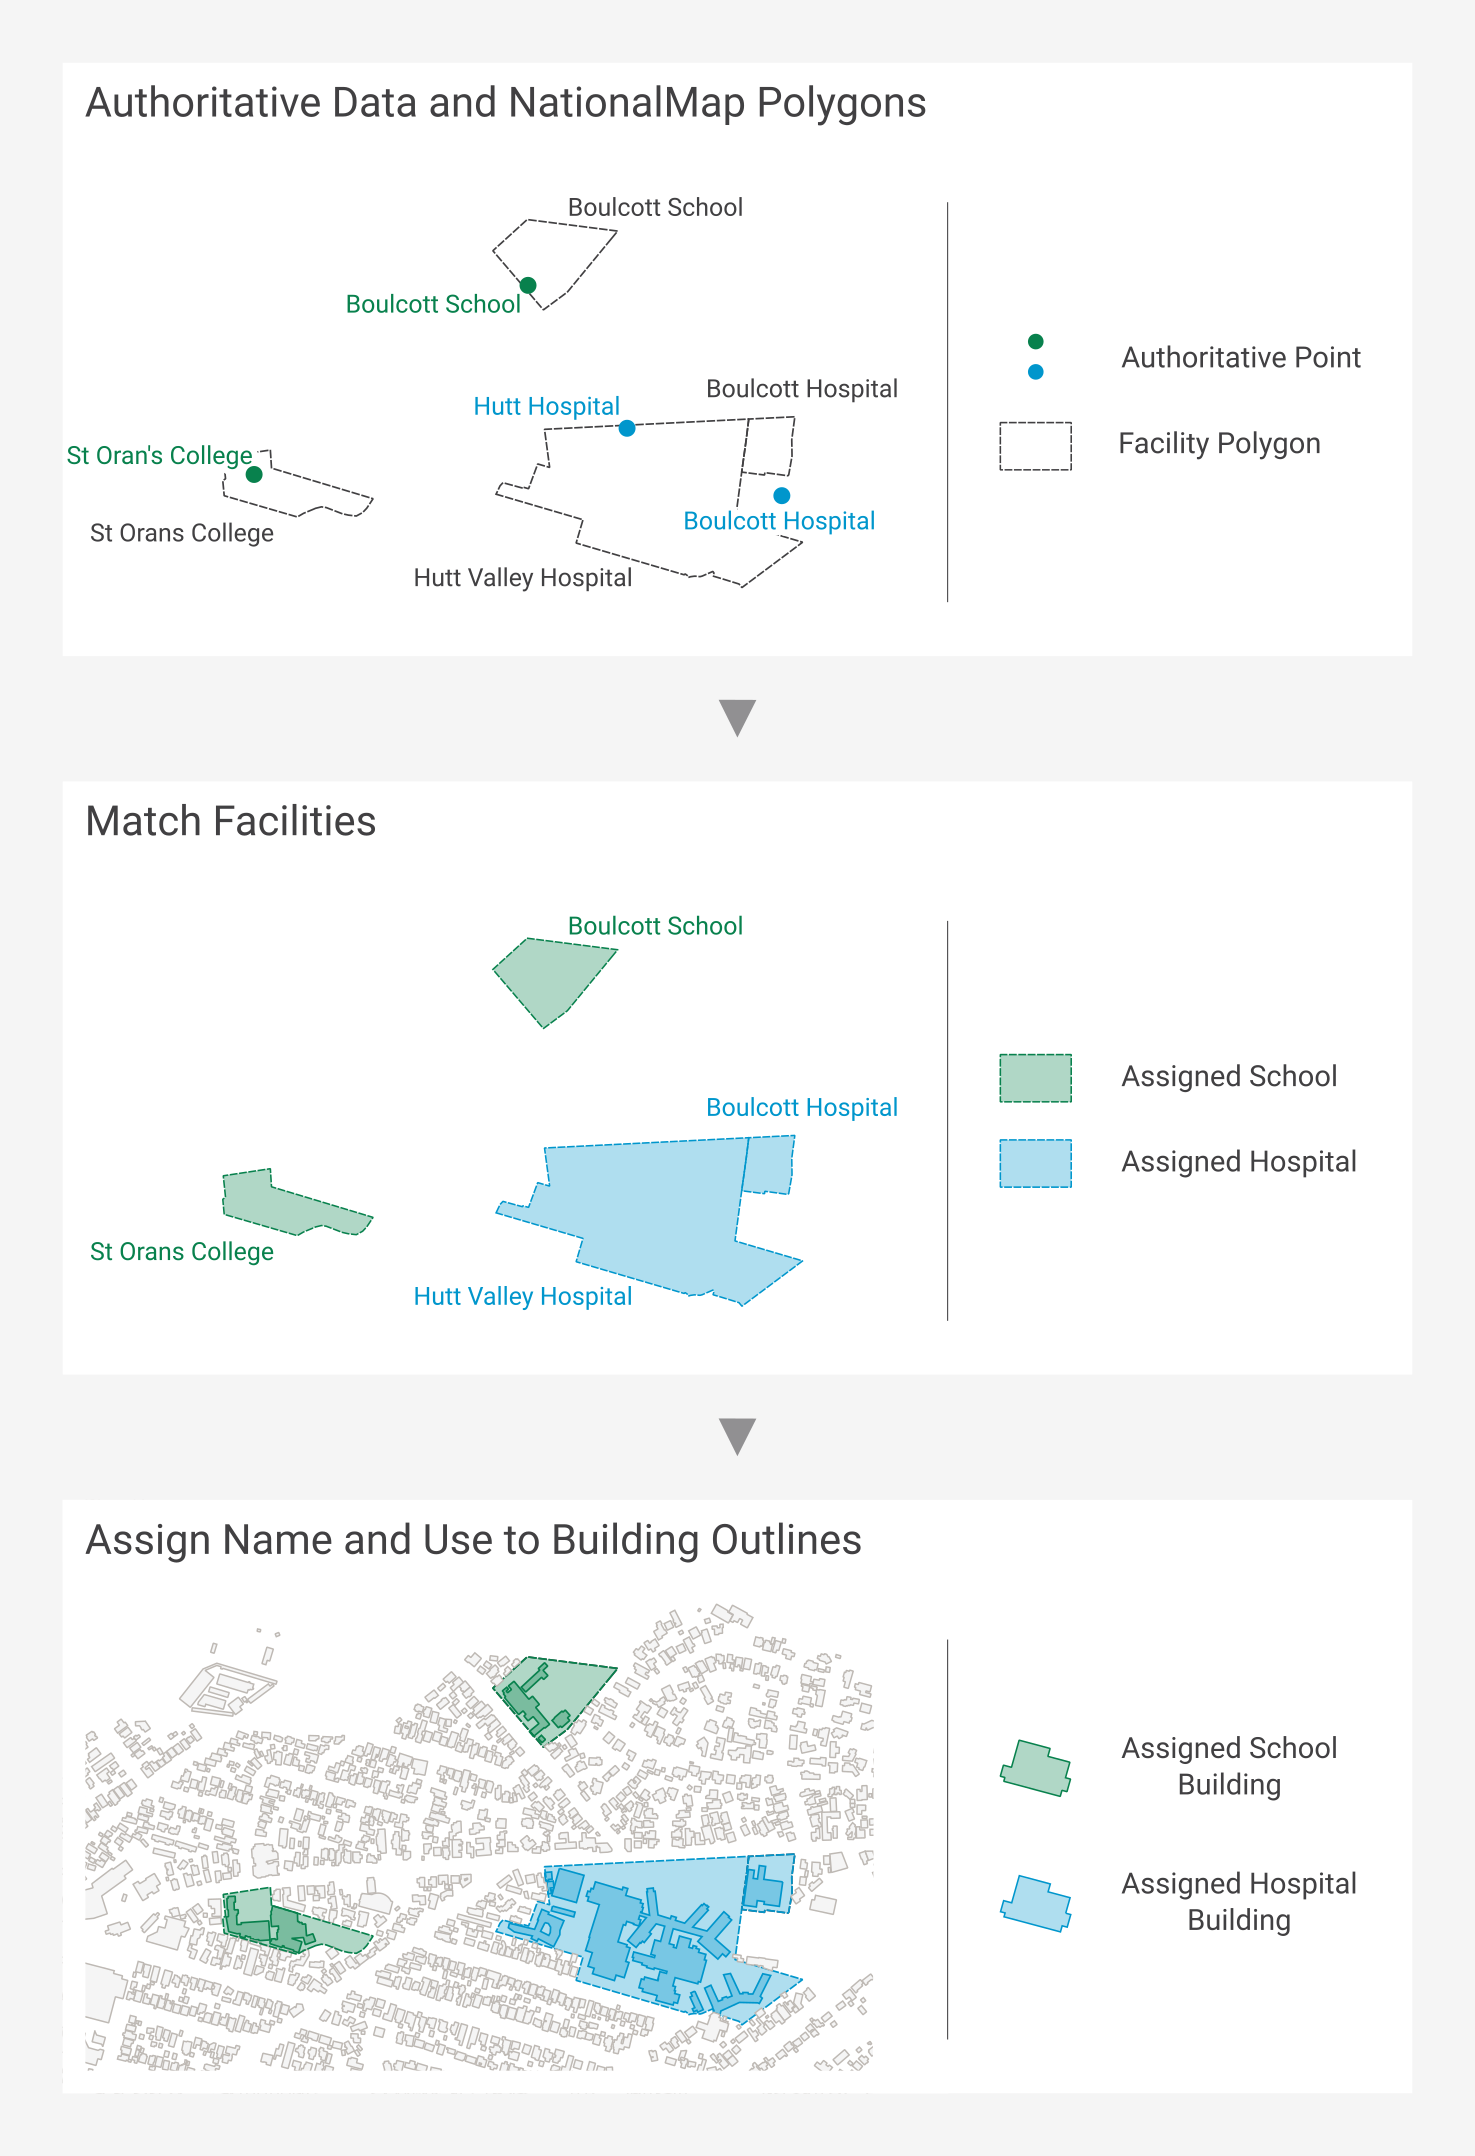 Authoritative Data and NationalMap Polygons
Boulcott School
Boulcott School
Boulcott Hospital
Hutt Hospital
St Oran's College
Boulcott Hospital
St Orans College
Hutt Valley Hospital
Authoritative Point
Facility Polygon
Match Facilities
Boulcott School
Boulcott Hospital
St Orans College
Hutt Valley Hospital
Assigned School
Assigned Hospital
Assign Name and Use to Building Outlines
Assigned School
Building
Assigned Hospital
Building